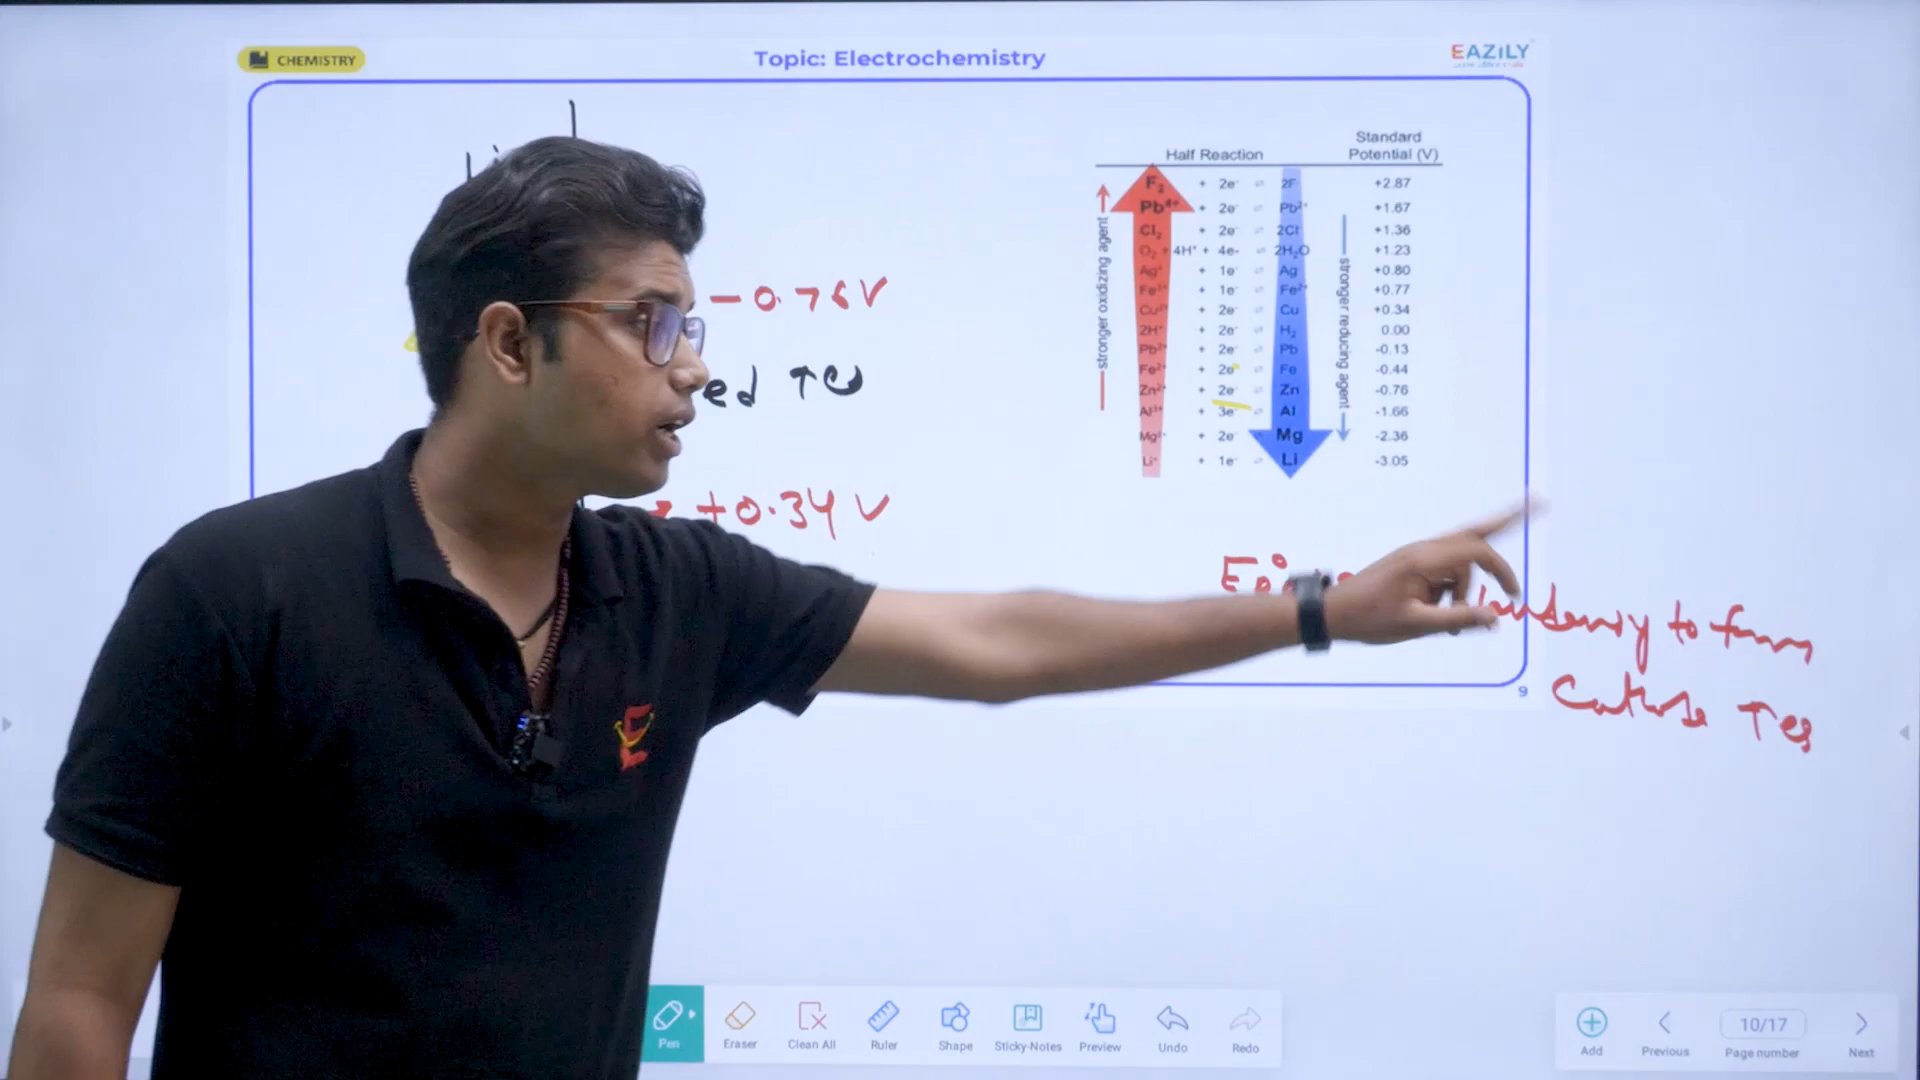 CHEMISTRY
Topic: Electrochemistry
EAZILY
Half Reaction
Standard Potential (V)
F₂ + 2e⁻ ⇌ 2F⁻ +2.87
Pb⁴⁺ + 2e⁻ ⇌ Pb²⁺ +1.67
Cl₂ + 2e⁻ ⇌ 2Cl⁻ +1.36
O₂ + 4H⁺ + 4e- ⇌ 2H₂O +1.23
Ag⁺ + 1e⁻ ⇌ Ag +0.80
Fe³⁺ + 1e⁻ ⇌ Fe²⁺ +0.77
Cu²⁺ + 2e⁻ ⇌ Cu +0.34
2H⁺ + 2e⁻ ⇌ H₂ 0.00
Pb²⁺ + 2e⁻ ⇌ Pb -0.13
Fe²⁺ + 2e⁻ ⇌ Fe -0.44
Zn²⁺ + 2e⁻ ⇌ Zn -0.76
Al³⁺ + 3e⁻ ⇌ Al -1.66
Mg²⁺ + 2e⁻ ⇌ Mg -2.36
Li⁺ + 1e⁻ ⇌ Li -3.05
stronger oxidizing agent
stronger reducing agent
-0.76 V
ed
+0.34 V
to form
Cathode
9
Pen
Eraser
Clean All
Ruler
Shape
Sticky-Notes
Preview
Undo
Redo
Add
Previous
10/17
Page number
Next